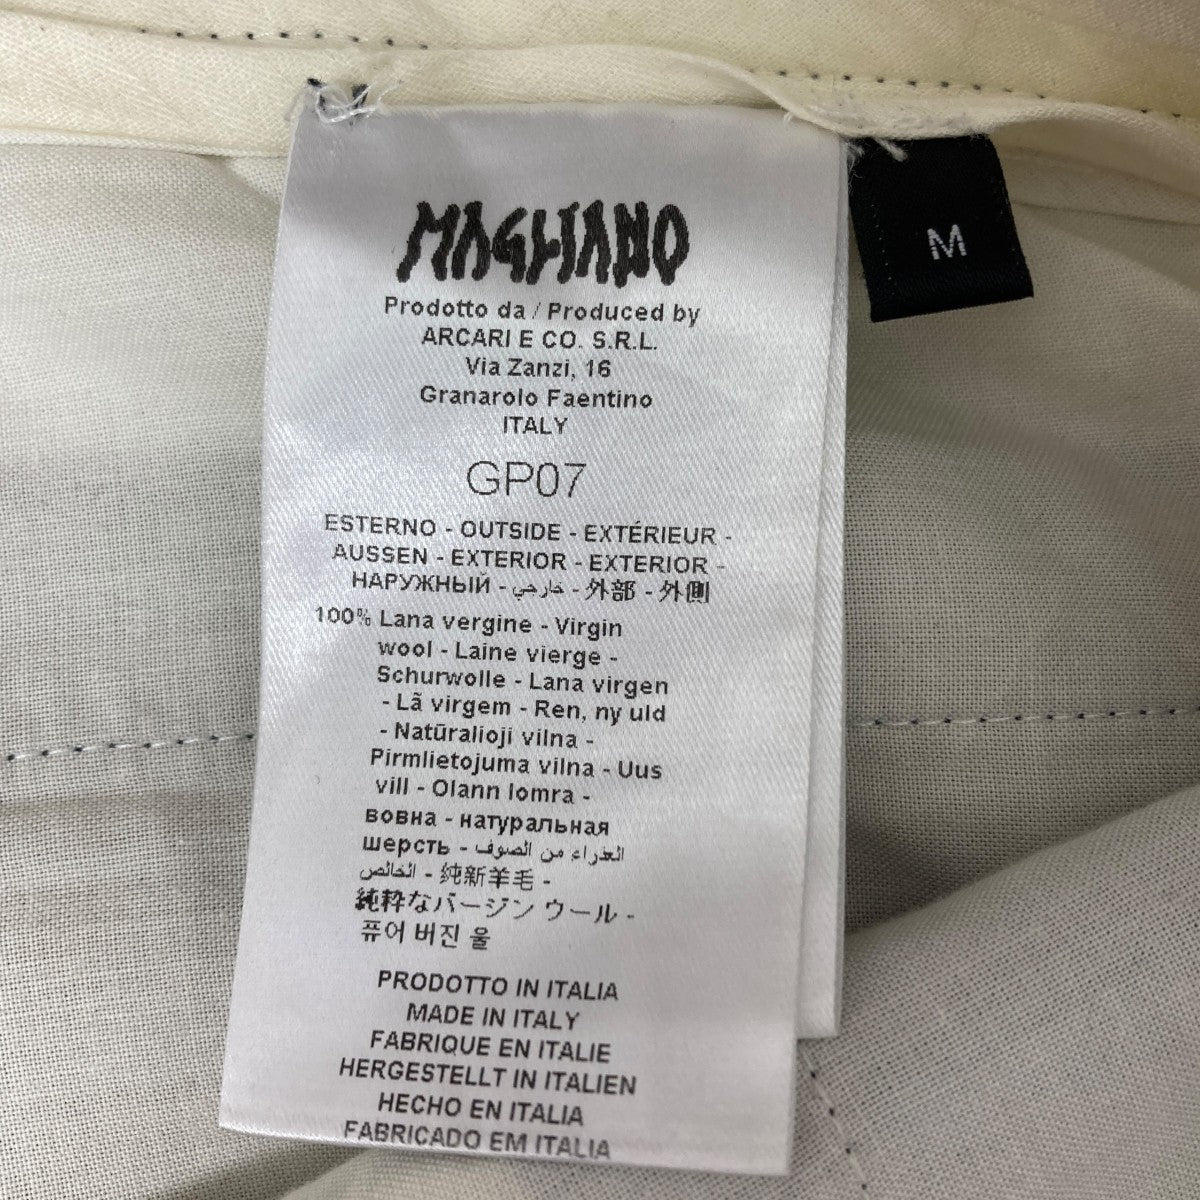 MAGLIANO
M
Prodotto da / Produced by
ARCARI E CO. S.R.L.
Via Zanzi, 16
Granarolo Faentino
ITALY
GP07
ESTERNO - OUTSIDE - EXTÉRIEUR -
AUSSEN - EXTERIOR - EXTERIOR -
НАРУЖНЫЙ - خارجي - 外部 - 外側
100% Lana vergine - Virgin
wool - Laine vierge -
Schurwolle - Lana virgen
- Lã virgem - Ren, ny uld
- Natūralioji vilna -
Pirmlietojuma vilna - Uus
vill - Olann lomra -
вовна - натуральная
шерсть - العذراء من الصوف
الخالص - 純新羊毛 -
純粋なバージン ウール -
퓨어 버진 울
PRODOTTO IN ITALIA
MADE IN ITALY
FABRIQUE EN ITALIE
HERGESTELLT IN ITALIEN
HECHO EN ITALIA
FABRICADO EM ITALIA